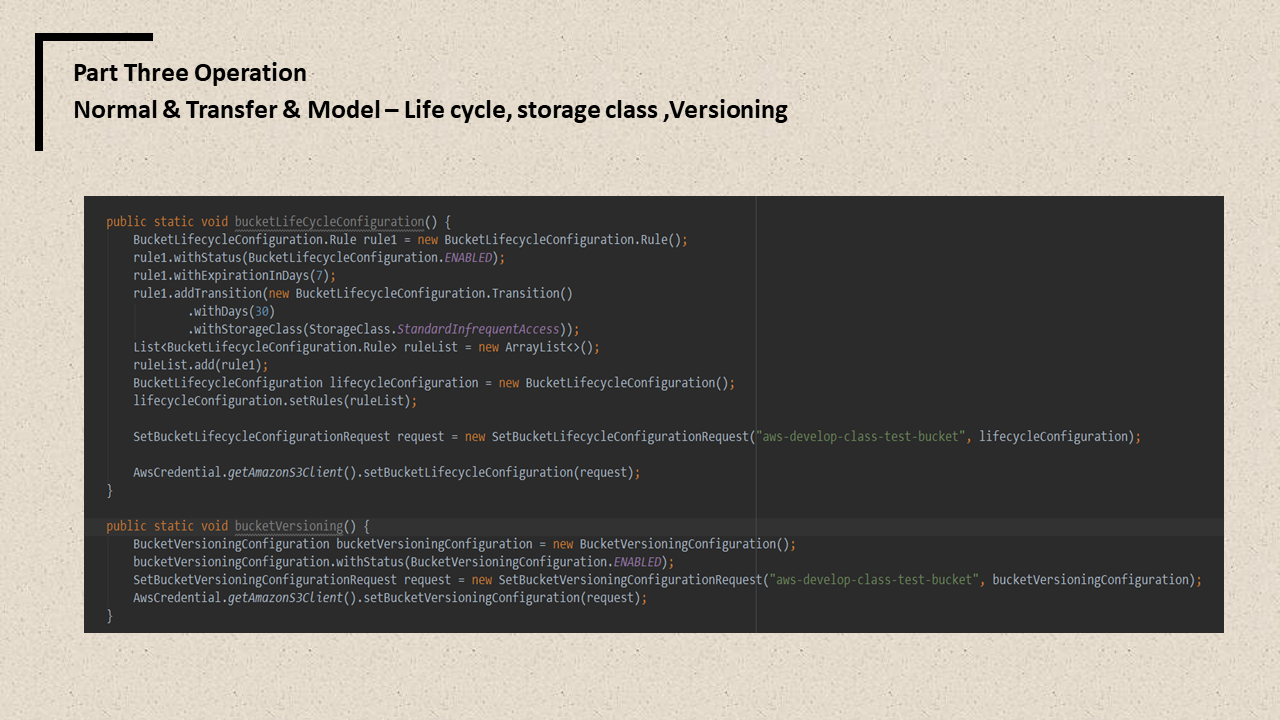 Part Three Operation
Normal & Transfer & Model – Life cycle, storage class ,Versioning
public static void bucketLifeCycleConfiguration() {
BucketLifecycleConfiguration.Rule rule1 = new BucketLifecycleConfiguration.Rule();
rule1.withStatus(BucketLifecycleConfiguration.ENABLED);
rule1.withExpirationInDays(7);
rule1.addTransition(new BucketLifecycleConfiguration.Transition()
.withDays(30)
.withStorageClass(StorageClass.StandardInfrequentAccess));
List<BucketLifecycleConfiguration.Rule> ruleList = new ArrayList<>();
ruleList.add(rule1);
BucketLifecycleConfiguration lifecycleConfiguration = new BucketLifecycleConfiguration();
lifecycleConfiguration.setRules(ruleList);
SetBucketLifecycleConfigurationRequest request = new SetBucketLifecycleConfigurationRequest("aws-develop-class-test-bucket", lifecycleConfiguration);
AwsCredential.getAmazonS3Client().setBucketLifecycleConfiguration(request);
}
public static void bucketVersioning() {
BucketVersioningConfiguration bucketVersioningConfiguration = new BucketVersioningConfiguration();
bucketVersioningConfiguration.withStatus(BucketVersioningConfiguration.ENABLED);
SetBucketVersioningConfigurationRequest request = new SetBucketVersioningConfigurationRequest("aws-develop-class-test-bucket", bucketVersioningConfiguration);
AwsCredential.getAmazonS3Client().setBucketVersioningConfiguration(request);
}